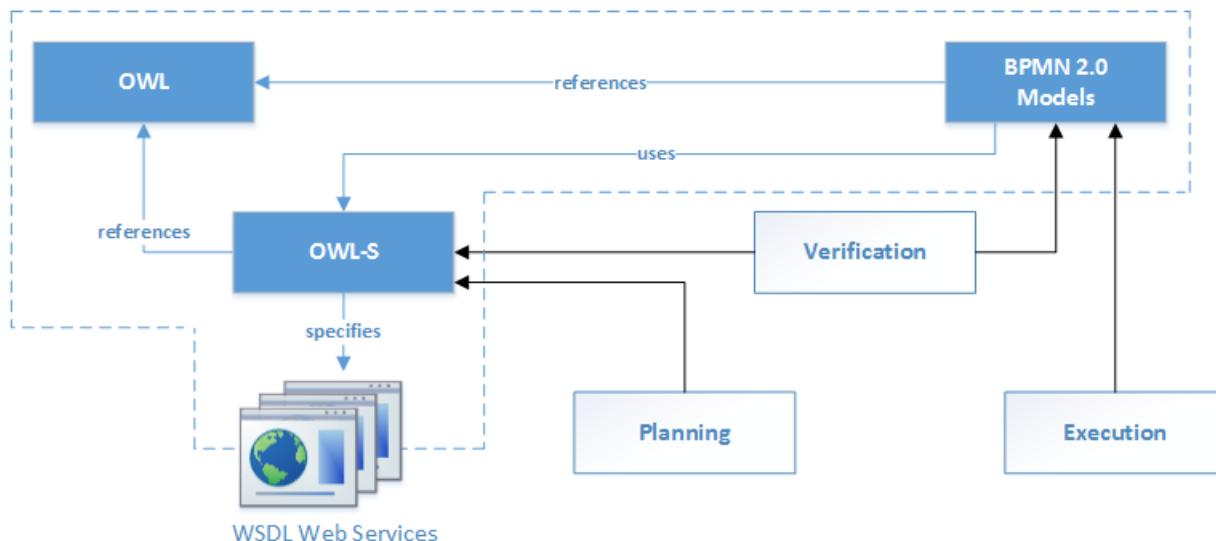 OWL
references
BPMN 2.0
Models
uses
references
OWL-S
Verification
specifies
Planning
Execution
WSDL Web Services